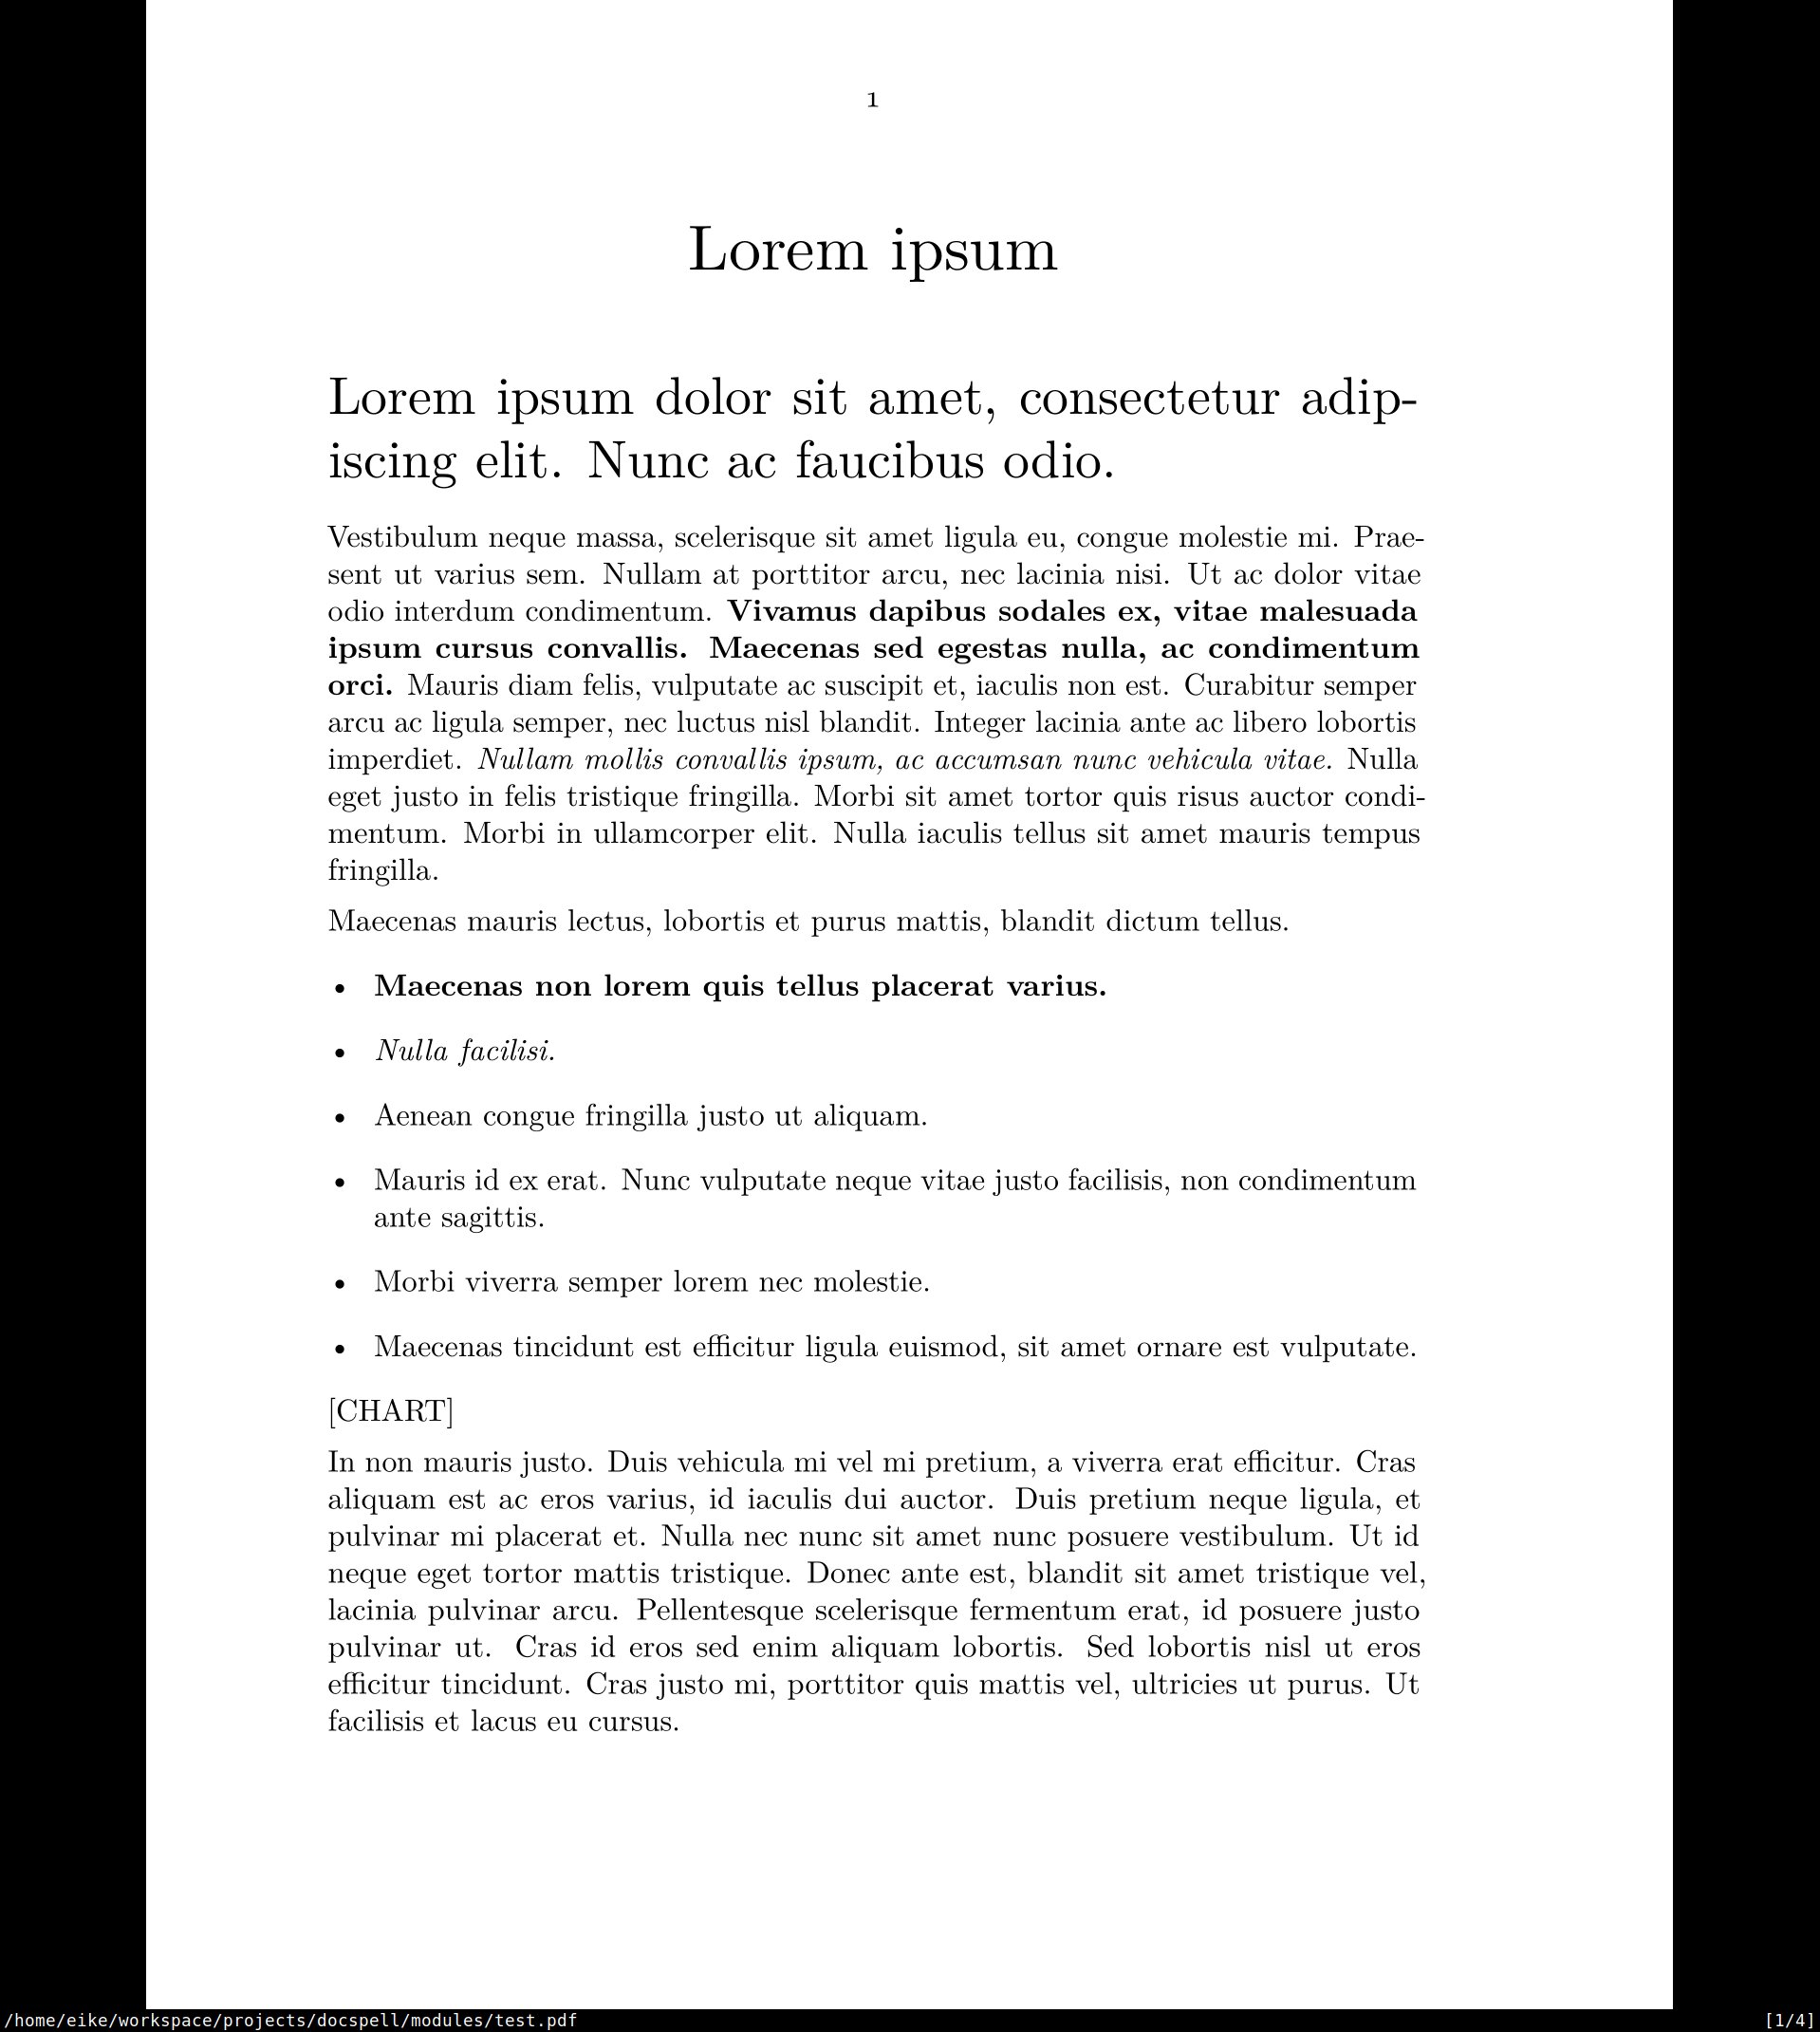 1
Lorem ipsum
Lorem ipsum dolor sit amet, consectetur adip-
iscing elit. Nunc ac faucibus odio.
Vestibulum neque massa, scelerisque sit amet ligula eu, congue molestie mi. Prae-
sent ut varius sem. Nullam at porttitor arcu, nec lacinia nisi. Ut ac dolor vitae
odio interdum condimentum. Vivamus dapibus sodales ex, vitae malesuada
ipsum cursus convallis. Maecenas sed egestas nulla, ac condimentum
orci. Mauris diam felis, vulputate ac suscipit et, iaculis non est. Curabitur semper
arcu ac ligula semper, nec luctus nisl blandit. Integer lacinia ante ac libero lobortis
imperdiet. Nullam mollis convallis ipsum, ac accumsan nunc vehicula vitae. Nulla
eget justo in felis tristique fringilla. Morbi sit amet tortor quis risus auctor condi-
mentum. Morbi in ullamcorper elit. Nulla iaculis tellus sit amet mauris tempus
fringilla.
Maecenas mauris lectus, lobortis et purus mattis, blandit dictum tellus.
• Maecenas non lorem quis tellus placerat varius.
• Nulla facilisi.
• Aenean congue fringilla justo ut aliquam.
• Mauris id ex erat. Nunc vulputate neque vitae justo facilisis, non condimentum
ante sagittis.
• Morbi viverra semper lorem nec molestie.
• Maecenas tincidunt est efficitur ligula euismod, sit amet ornare est vulputate.
[CHART]
In non mauris justo. Duis vehicula mi vel mi pretium, a viverra erat efficitur. Cras
aliquam est ac eros varius, id iaculis dui auctor. Duis pretium neque ligula, et
pulvinar mi placerat et. Nulla nec nunc sit amet nunc posuere vestibulum. Ut id
neque eget tortor mattis tristique. Donec ante est, blandit sit amet tristique vel,
lacinia pulvinar arcu. Pellentesque scelerisque fermentum erat, id posuere justo
pulvinar ut. Cras id eros sed enim aliquam lobortis. Sed lobortis nisl ut eros
efficitur tincidunt. Cras justo mi, porttitor quis mattis vel, ultricies ut purus. Ut
facilisis et lacus eu cursus.
/home/eike/workspace/projects/docspell/modules/test.pdf [1/4]